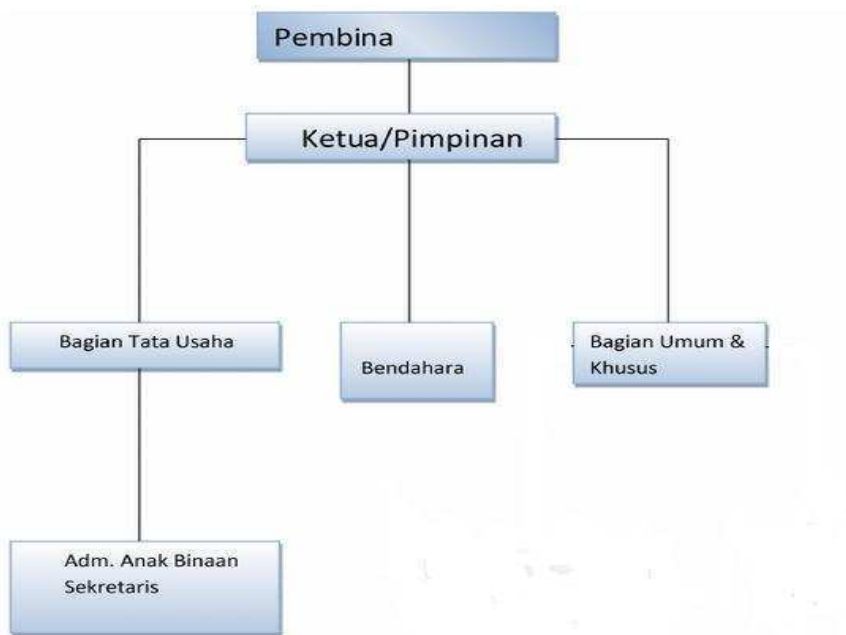 Pembina
Ketua/Pimpinan
Bagian Tata Usaha
Bendahara
Bagian Umum &
Khusus
Adm. Anak Binaan
Sekretaris